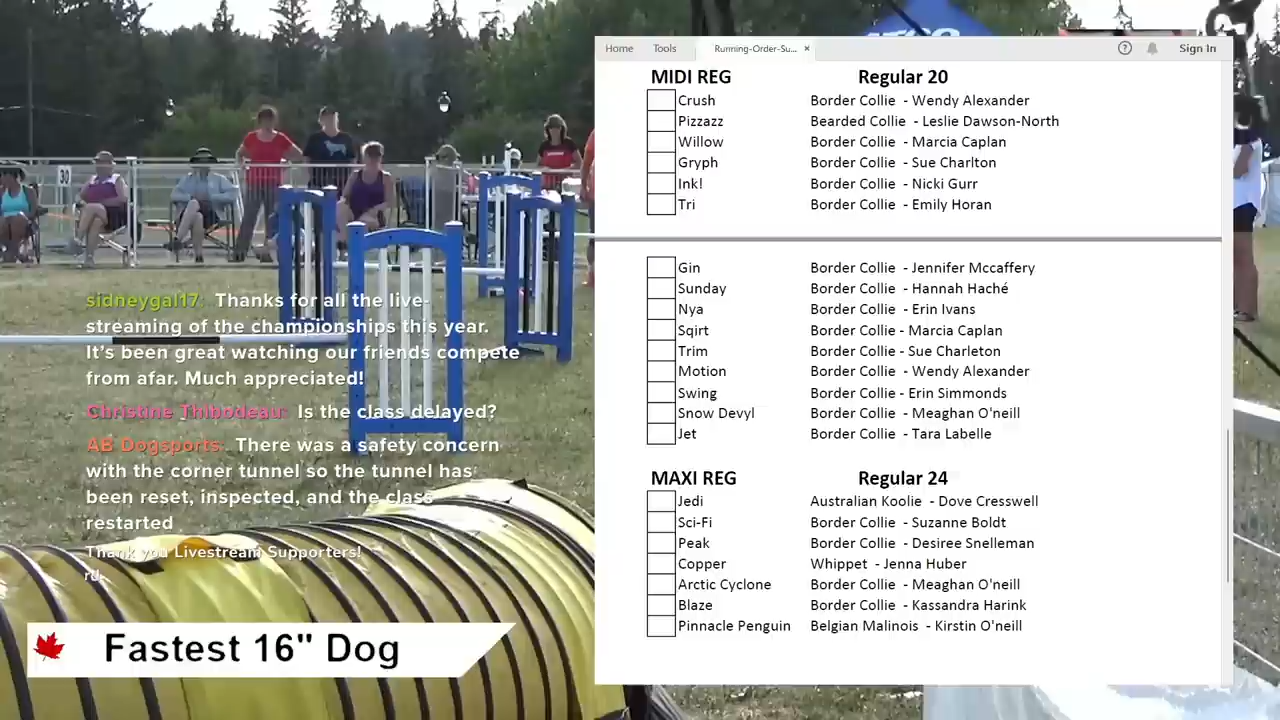 Home Tools Running-Order-Su... × ? Sign In
MIDI REG Regular 20
Crush Border Collie - Wendy Alexander
Pizzazz Bearded Collie - Leslie Dawson-North
Willow Border Collie - Marcia Caplan
Gryph Border Collie - Sue Charlton
Ink! Border Collie - Nicki Gurr
Tri Border Collie - Emily Horan
Gin Border Collie - Jennifer Mccaffery
Sunday Border Collie - Hannah Haché
Nya Border Collie - Erin Ivans
Sqirt Border Collie - Marcia Caplan
Trim Border Collie - Sue Charleton
Motion Border Collie - Wendy Alexander
Swing Border Collie - Erin Simmonds
Snow Devyl Border Collie - Meaghan O'neill
Jet Border Collie - Tara Labelle
MAXI REG Regular 24
Jedi Australian Koolie - Dove Cresswell
Sci-Fi Border Collie - Suzanne Boldt
Peak Border Collie - Desiree Snelleman
Copper Whippet - Jenna Huber
Arctic Cyclone Border Collie - Meaghan O'neill
Blaze Border Collie - Kassandra Harink
Pinnacle Penguin Belgian Malinois - Kirstin O'neill
30
sidneygal17: Thanks for all the live-
streaming of the championships this year.
It's been great watching our friends compete
from afar. Much appreciated!
Christine Thibodeau: Is the class delayed?
AB Dogsports: There was a safety concern
with the corner tunnel so the tunnel has
been reset, inspected, and the class
restarted
Thank you Livestream Supporters!
rd
Fastest 16" Dog